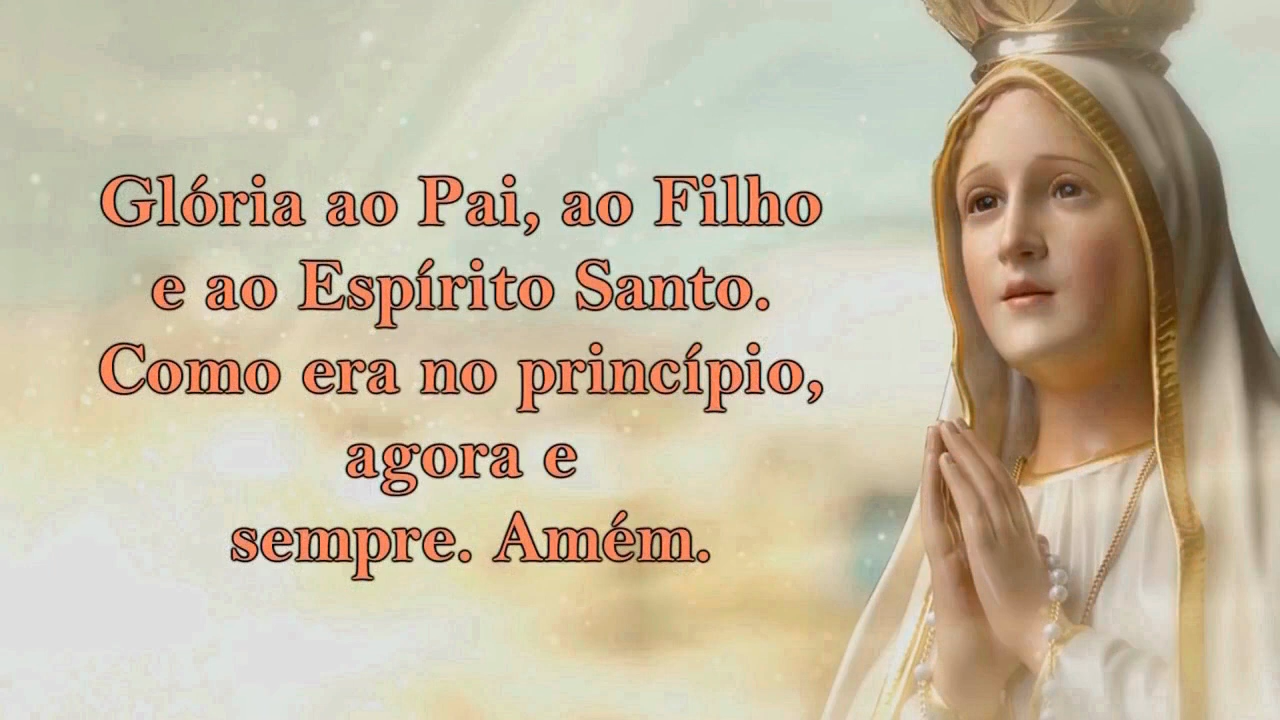 Glória ao Pai, ao Filho
e ao Espírito Santo.
Como era no princípio,
agora e
sempre. Amém.